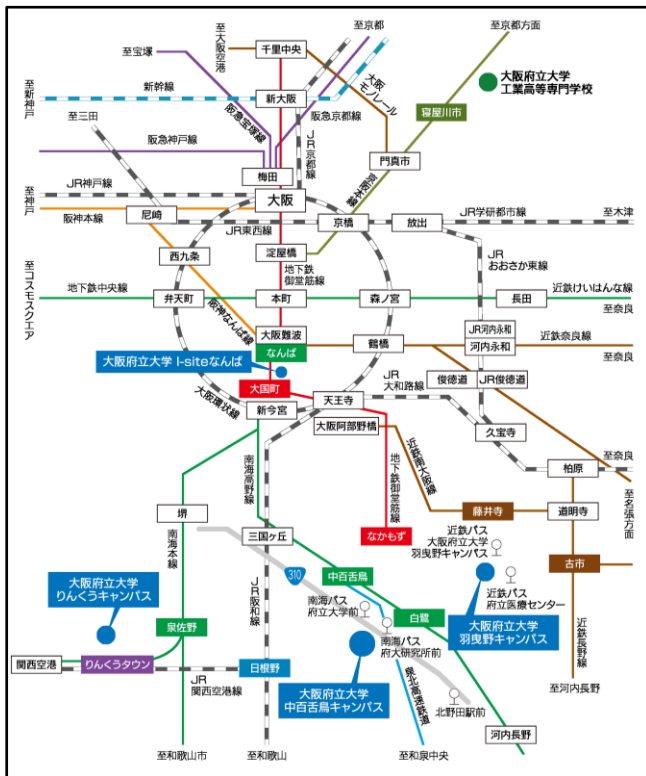 至京都
至京都方面
至宝塚
至大阪空港
千里中央
大阪府立大学
工業高等専門学校
至新神戸
新幹線
新大阪
大阪モノレール
阪急京都線
寝屋川市
至三田
阪急宝塚線
JR京都線
阪急神戸線
門真市
梅田
京阪本線
JR神戸線
至神戸
大阪
阪神本線
尼崎
JR東西線
京橋
放出
JR学研都市線
至木津
西九条
淀屋橋
JR
おおさか東線
至コスモスクエア
地下鉄
御堂筋線
地下鉄中央線
弁天町
本町
森ノ宮
長田
近鉄けいはんな線
至奈良
阪神なんば線
大阪難波
なんば
鶴橋
JR河内永和
河内永和
近鉄奈良線
至奈良
大阪府立大学 I-siteなんば
JR
大和路線
俊徳道
JR俊徳道
大国町
天王寺
大阪環状線
新今宮
大阪阿部野橋
久宝寺
至奈良
柏原
南海高野線
地下鉄御堂筋線
近鉄南大阪線
至名張方面
堺
藤井寺
道明寺
南海本線
三国ヶ丘
なかもず
近鉄バス
大阪府立大学
羽曳野キャンパス
古市
310
中百舌鳥
JR阪和線
近鉄バス
府立医療センター
大阪府立大学
りんくうキャンパス
南海バス
府立大学前
白鷺
大阪府立大学
羽曳野キャンパス
泉佐野
南海バス
府大研究所前
近鉄長野線
関西空港
りんくうタウン
日根野
JR
関西空港線
大阪府立大学
中百舌鳥キャンパス
泉北高速鉄道
至河内長野
北野田駅前
河内長野
至和歌山市
至和歌山
至和泉中央